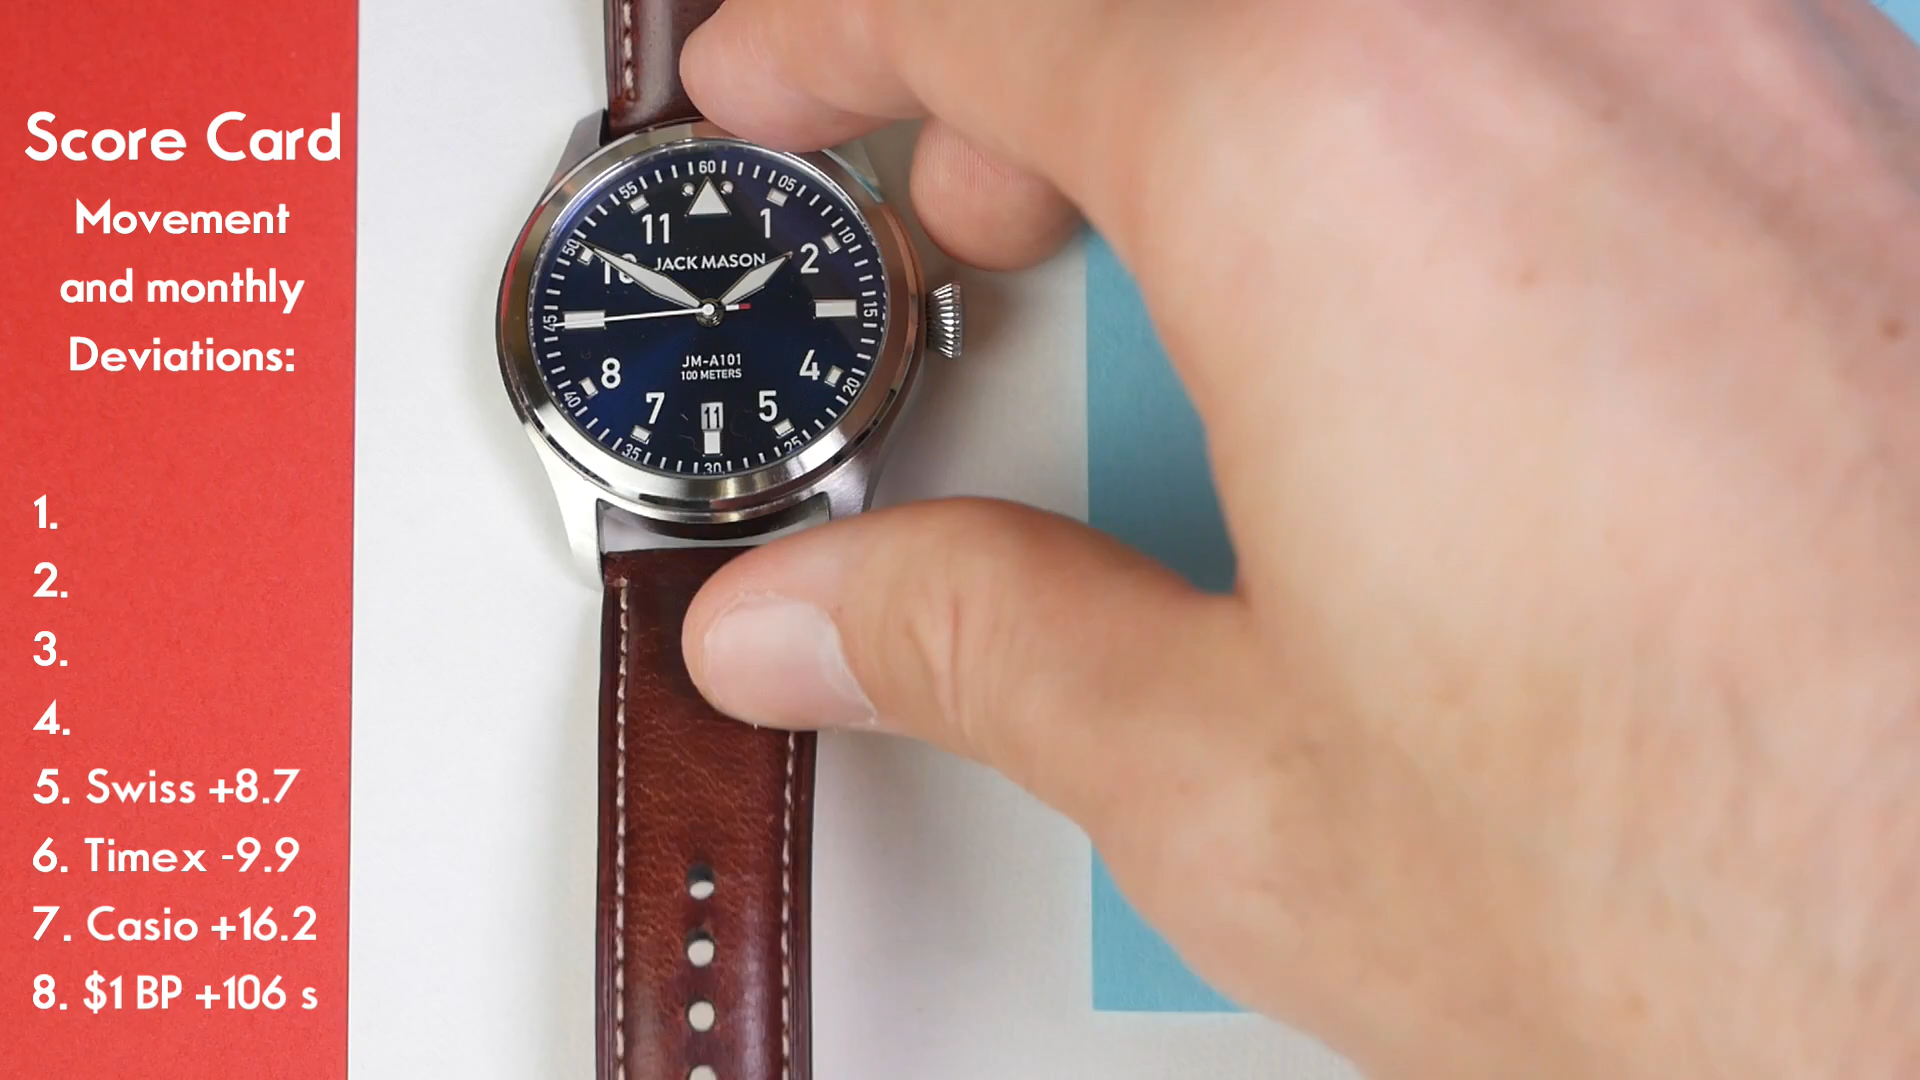 Score Card
Movement
and monthly
Deviations:
1.
2.
3.
4.
5. Swiss +8.7
6. Timex -9.9
7. Casio +16.2
8. $1 BP +106 s
60
55
05
11
1
50
10
10
JACK MASON
2
45
15
JM-A101
100 METERS
8
4
40
20
7
11
5
35
30
25